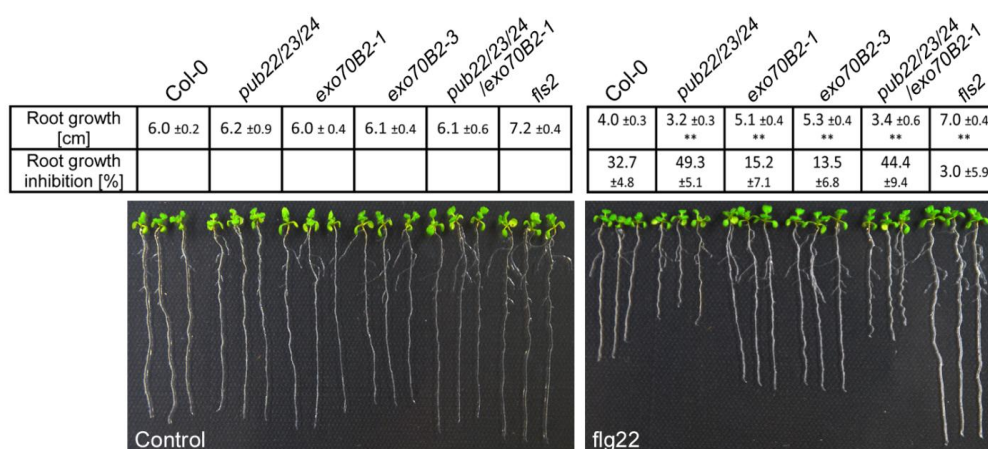 Col-0 pub22/23/24 exo70B2-1 exo70B2-3 pub22/23/24 /exo70B2-1 fls2
Root growth [cm] 6.0 ±0.2 6.2 ±0.9 6.0 ± 0.4 6.1 ±0.4 6.1 ±0.6 7.2 ±0.4
Root growth inhibition [%]
Control
Col-0 pub22/23/24 exo70B2-1 exo70B2-3 pub22/23/24 /exo70B2-1 fls2
4.0 ±0.3 3.2 ±0.3 ** 5.1 ±0.4 ** 5.3 ±0.4 ** 3.4 ±0.6 ** 7.0 ±0.4 **
32.7 ±4.8 49.3 ±5.1 15.2 ±7.1 13.5 ±6.8 44.4 ±9.4 3.0 ±5.9
flg22